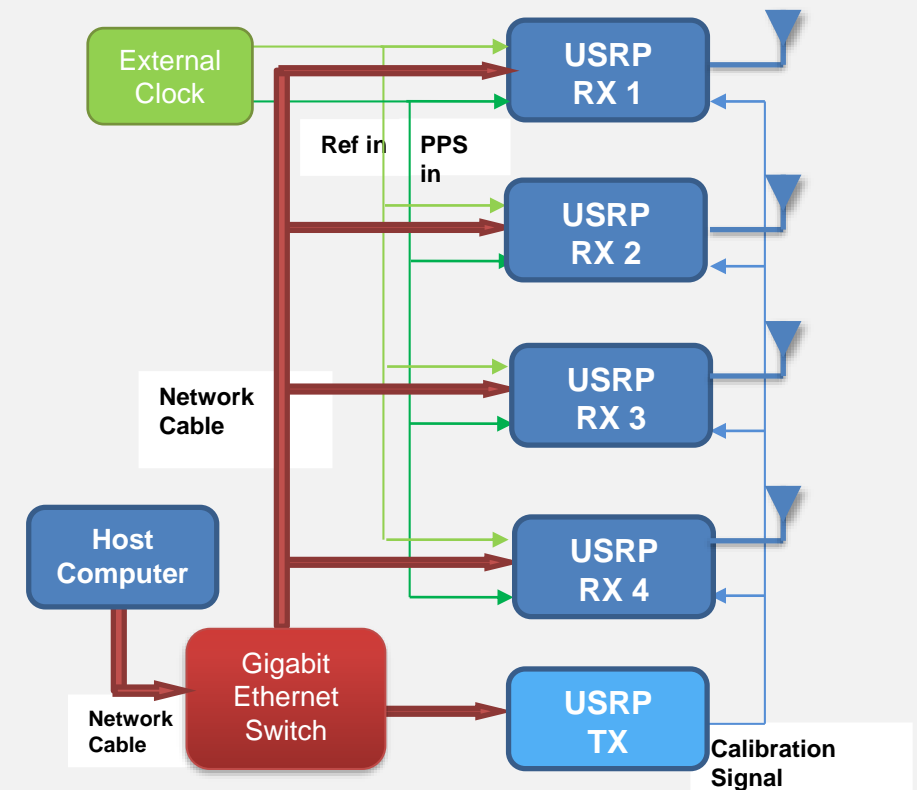 External
Clock
USRP
RX 1
Ref in
PPS
in
USRP
RX 2
Network
Cable
USRP
RX 3
Host
Computer
USRP
RX 4
Gigabit
Ethernet
Switch
Network
Cable
USRP
TX
Calibration
Signal